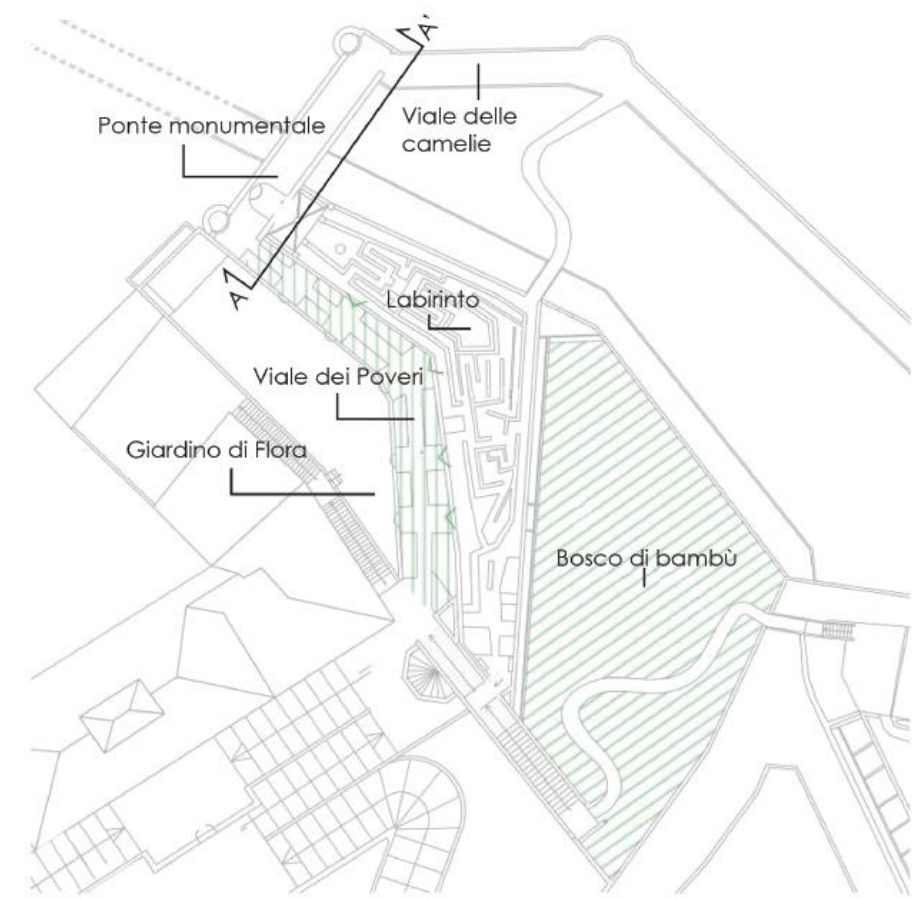 A'
Ponte monumentale
Viale delle
camelie
A
Labirinto
Viale dei Poveri
Giardino di Flora
Bosco di bambù